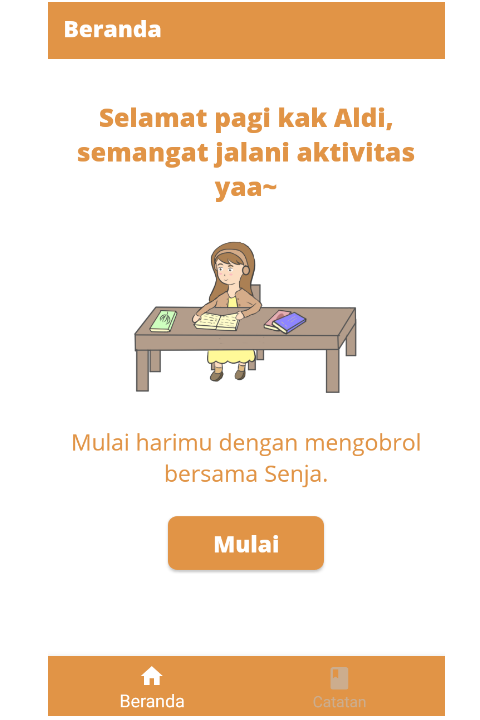 Beranda
Selamat pagi kak Aldi,
semangat jalani aktivitas
yaa~
Mulai harimu dengan mengobrol
bersama Senja.
Mulai
Beranda
Catatan